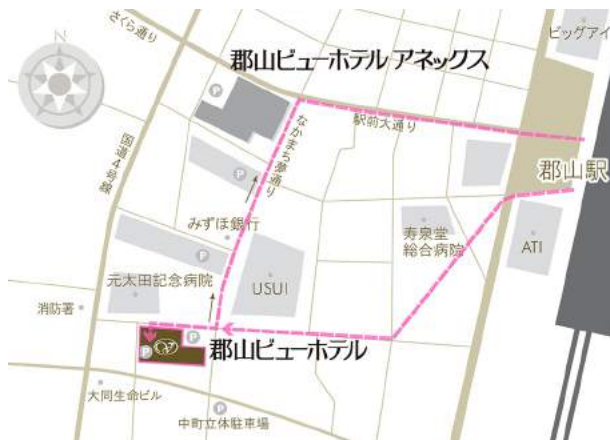 さくら通り
ビッグアイ
郡山ビューホテル アネックス
P
駅前大通り
なかまち夢通り
国道4号線
P
郡山駅
みずほ銀行
寿泉堂
総合病院
ATI
P
元太田記念病院
USUI
消防署
P
P
郡山ビューホテル
大同生命ビル
P
中町立体駐車場